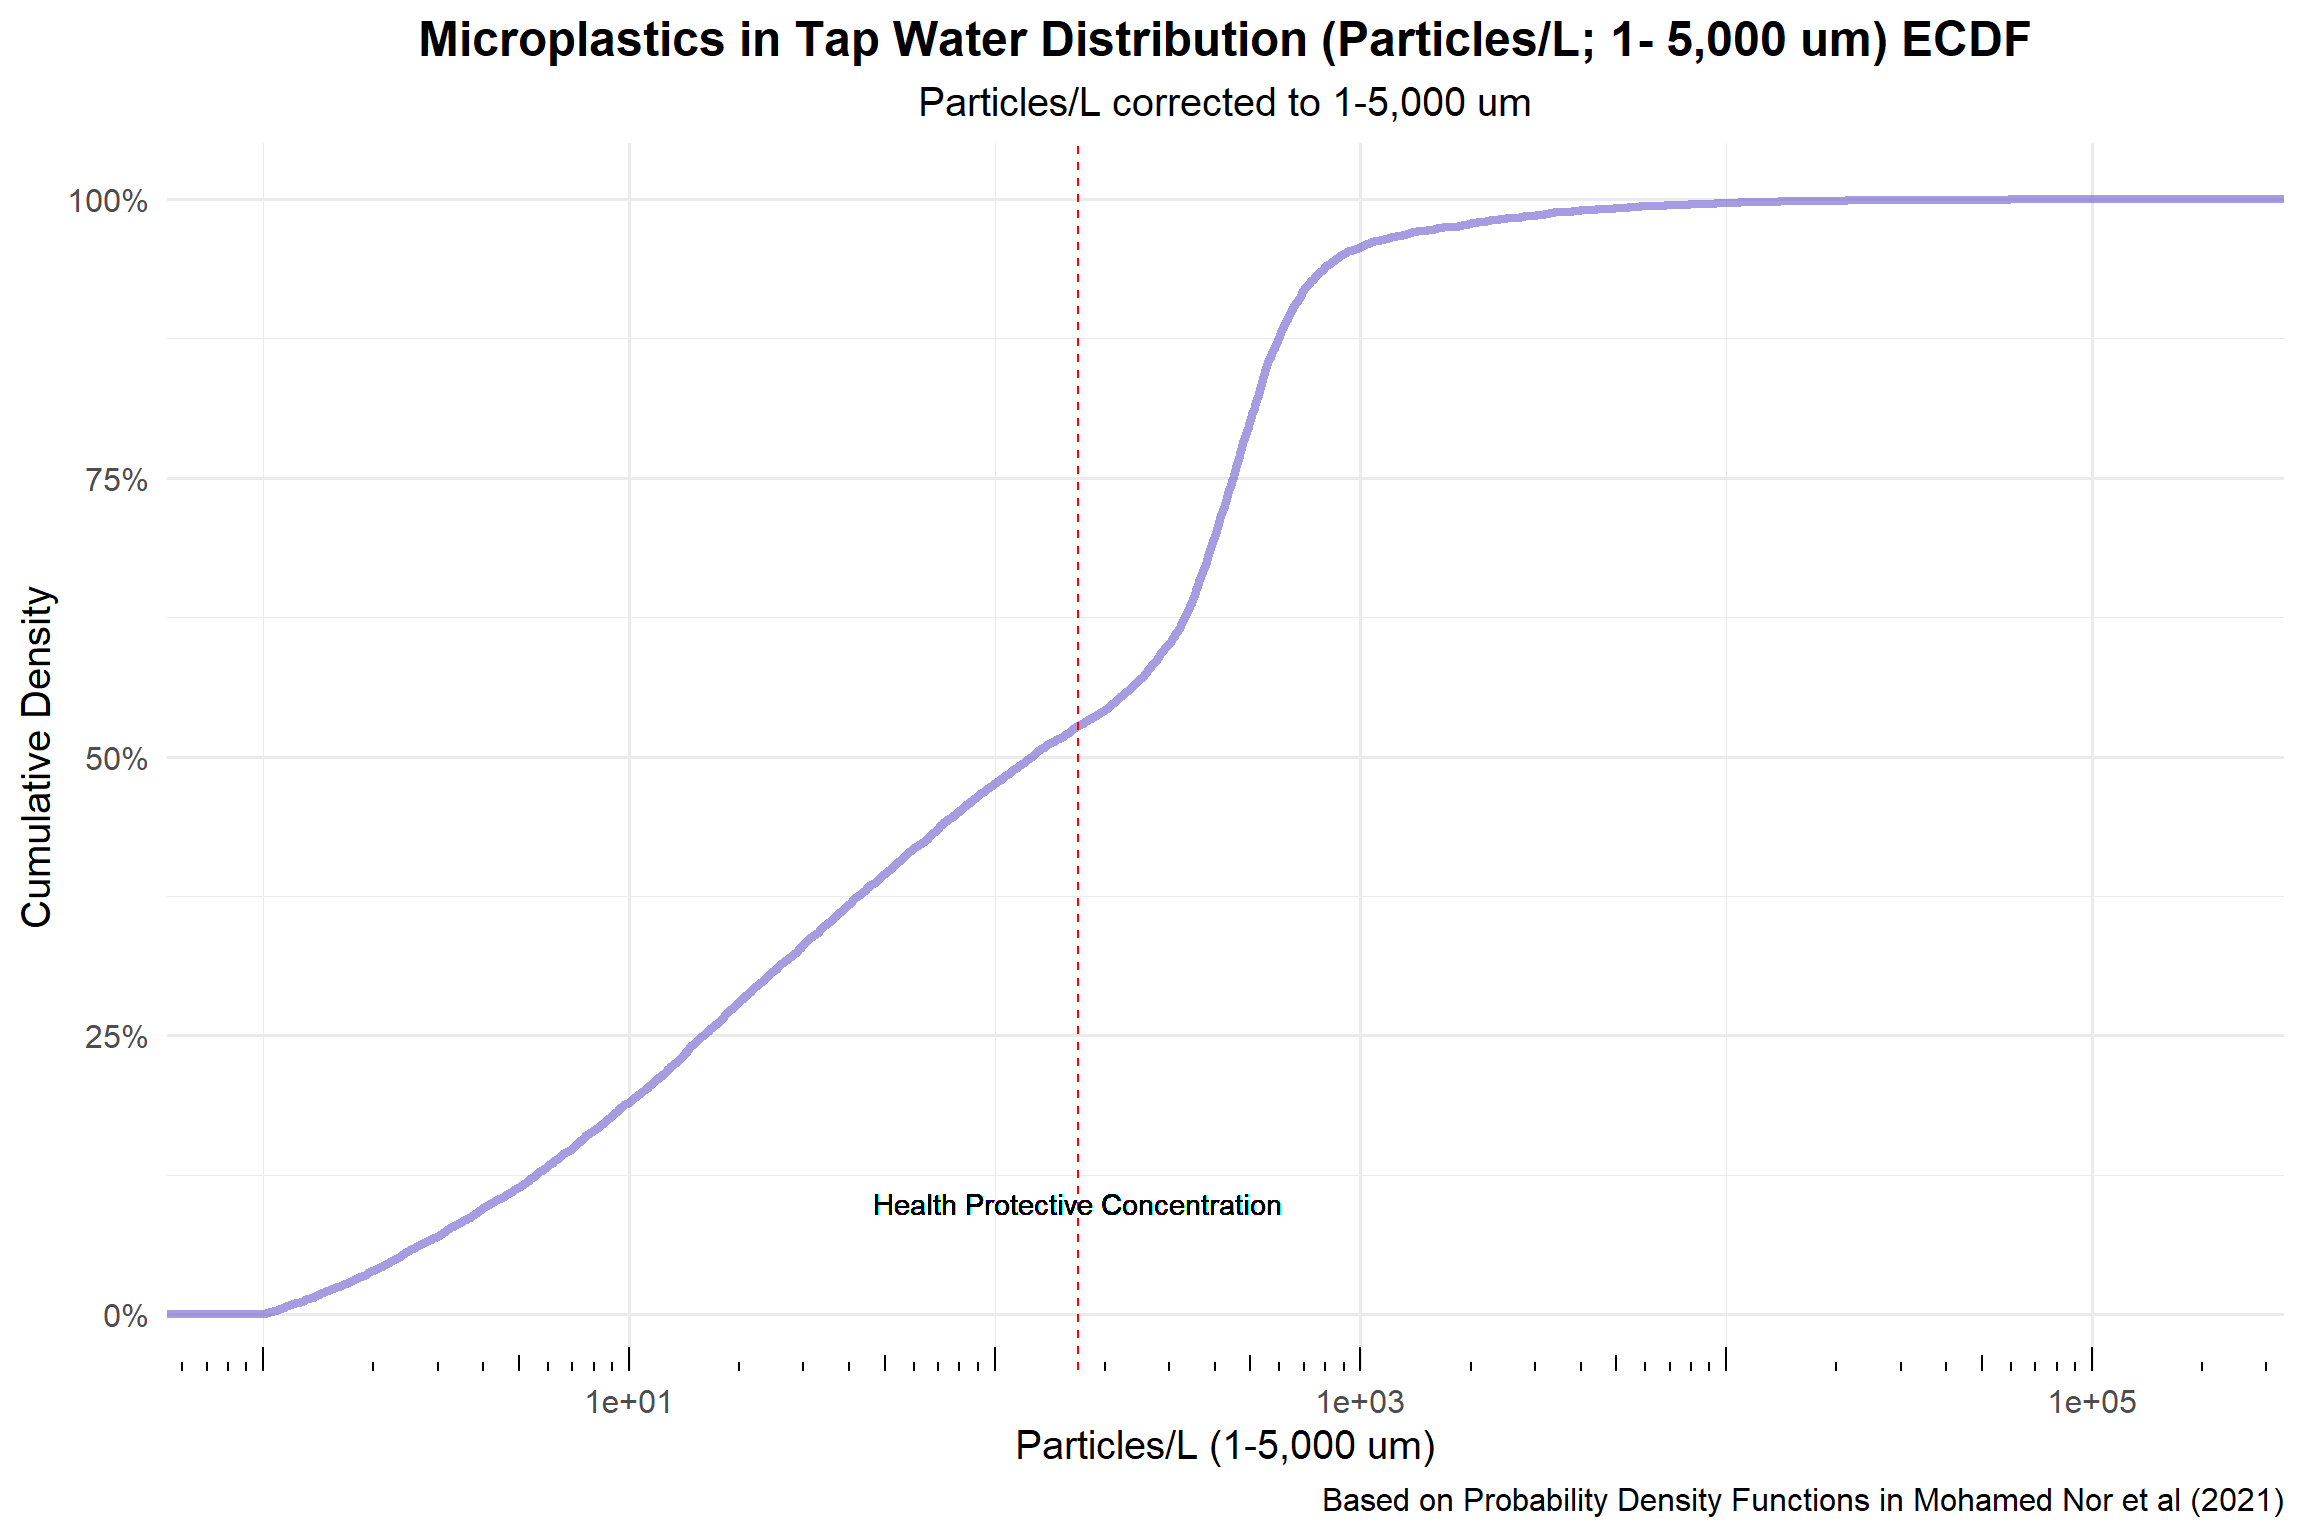 Microplastics in Tap Water Distribution (Particles/L; 1- 5,000 um) ECDF
Particles/L corrected to 1-5,000 um
Cumulative Density
100%
75%
50%
25%
0%
Health Protective Concentration
1e+01
1e+03
1e+05
Particles/L (1-5,000 um)
Based on Probability Density Functions in Mohamed Nor et al (2021)